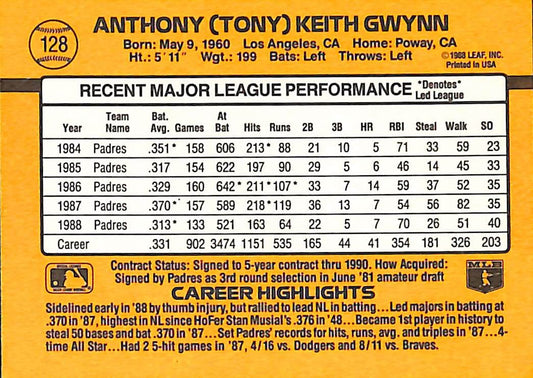 128
ANTHONY (TONY) KEITH GWYNN
Born: May 9, 1960 Los Angeles, CA Home: Poway, CA
Ht.: 5'11" Wgt.: 199 Bats: Left Throws: Left
©1988 LEAF, INC.
Printed in USA
RECENT MAJOR LEAGUE PERFORMANCE *Denotes* Led League
Year Team Name Bat. Avg. Games At Bat Hits Runs 2B 3B HR RBI Steal Walk SO
1984 Padres .351* 158 606 213* 88 21 10 5 71 33 59 23
1985 Padres .317 154 622 197 90 29 5 6 46 14 45 33
1986 Padres .329 160 642* 211* 107* 33 7 14 59 37 52 35
1987 Padres .370* 157 589 218* 119 36 13 7 54 56 82 35
1988 Padres .313* 133 521 163 64 22 5 7 70 26 51 40
Career .331 902 3474 1151 535 165 44 41 354 181 326 203
Contract Status: Signed to 5-year contract thru 1990. How Acquired:
Signed by Padres as 3rd round selection in June '81 amateur draft
MLB
CAREER HIGHLIGHTS
Sidelined early in '88 by thumb injury, but rallied to lead NL in batting...Led majors in batting at
.370 in '87, highest in NL since HoFer Stan Musial's .376 in '48...Became 1st player in history to
steal 50 bases and bat .370 in '87...Set Padres' records for hits, runs, avg. and triples in '87...4-
time All Star...Had 2 5-hit games in '87, 4/16 vs. Dodgers and 8/11 vs. Braves.